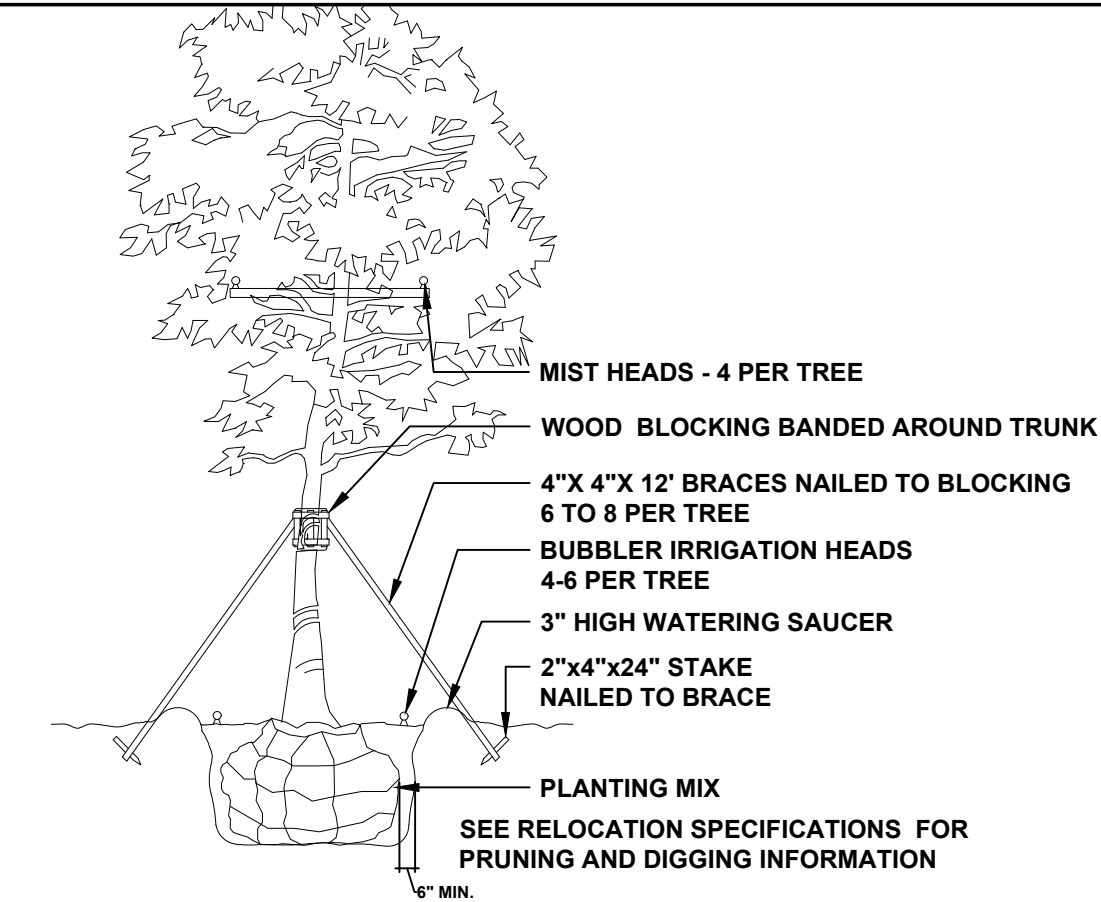 MIST HEADS - 4 PER TREE
WOOD BLOCKING BANDED AROUND TRUNK
4"X 4"X 12' BRACES NAILED TO BLOCKING
6 TO 8 PER TREE
BUBBLER IRRIGATION HEADS
4-6 PER TREE
3" HIGH WATERING SAUCER
2"x4"x24" STAKE
NAILED TO BRACE
PLANTING MIX
SEE RELOCATION SPECIFICATIONS FOR
PRUNING AND DIGGING INFORMATION
6" MIN.